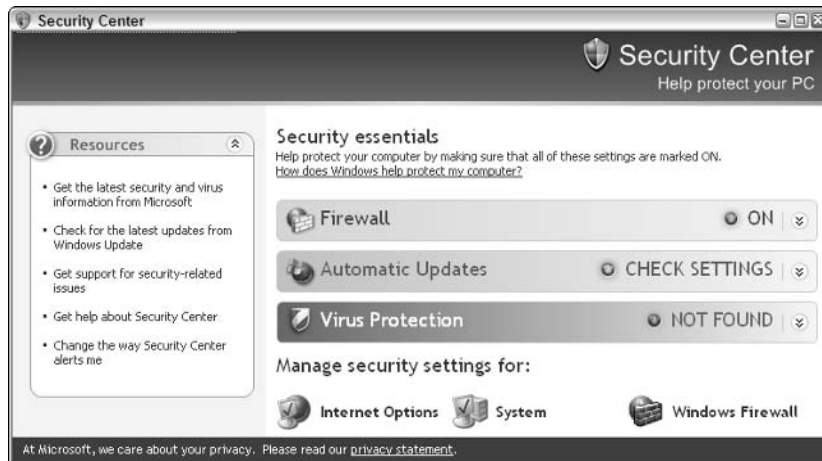 Security Center
Security Center
Help protect your PC
Resources
• Get the latest security and virus
information from Microsoft
• Check for the latest updates from
Windows Update
• Get support for security-related
issues
• Get help about Security Center
• Change the way Security Center
alerts me
Security essentials
Help protect your computer by making sure that all of these settings are marked ON.
How does Windows help protect my computer?
Firewall ON
Automatic Updates CHECK SETTINGS
Virus Protection NOT FOUND
Manage security settings for:
Internet Options System Windows Firewall
At Microsoft, we care about your privacy. Please read our privacy statement.